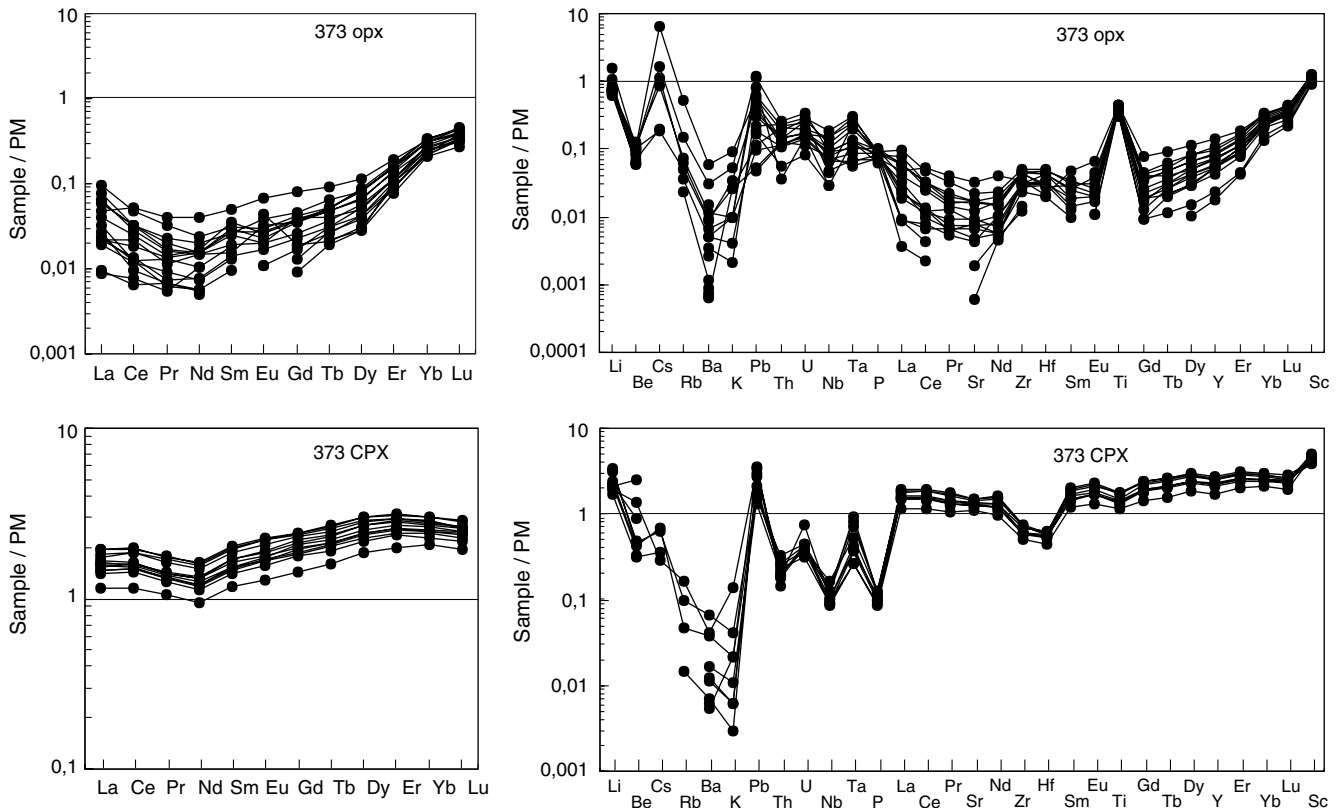 373 opx
10
1
0,1
0,01
0,001
Sample / PM
La Ce Pr Nd Sm Eu Gd Tb Dy Er Yb Lu
373 opx
10
1
0,1
0,01
0,001
0,0001
Sample / PM
Li Cs Ba Pb U Ta La Pr Nd Hf Eu Gd Dy Er Lu
Be Rb K Th Nb P Ce Sr Zr Sm Ti Tb Y Yb Sc
373 CPX
10
1
0,1
Sample / PM
La Ce Pr Nd Sm Eu Gd Tb Dy Er Yb Lu
373 CPX
10
1
0,1
0,01
0,001
Sample / PM
Li Cs Ba Pb U Ta La Pr Nd Hf Eu Gd Dy Er Lu
Be Rb K Th Nb P Ce Sr Zr Sm Ti Tb Y Yb Sc